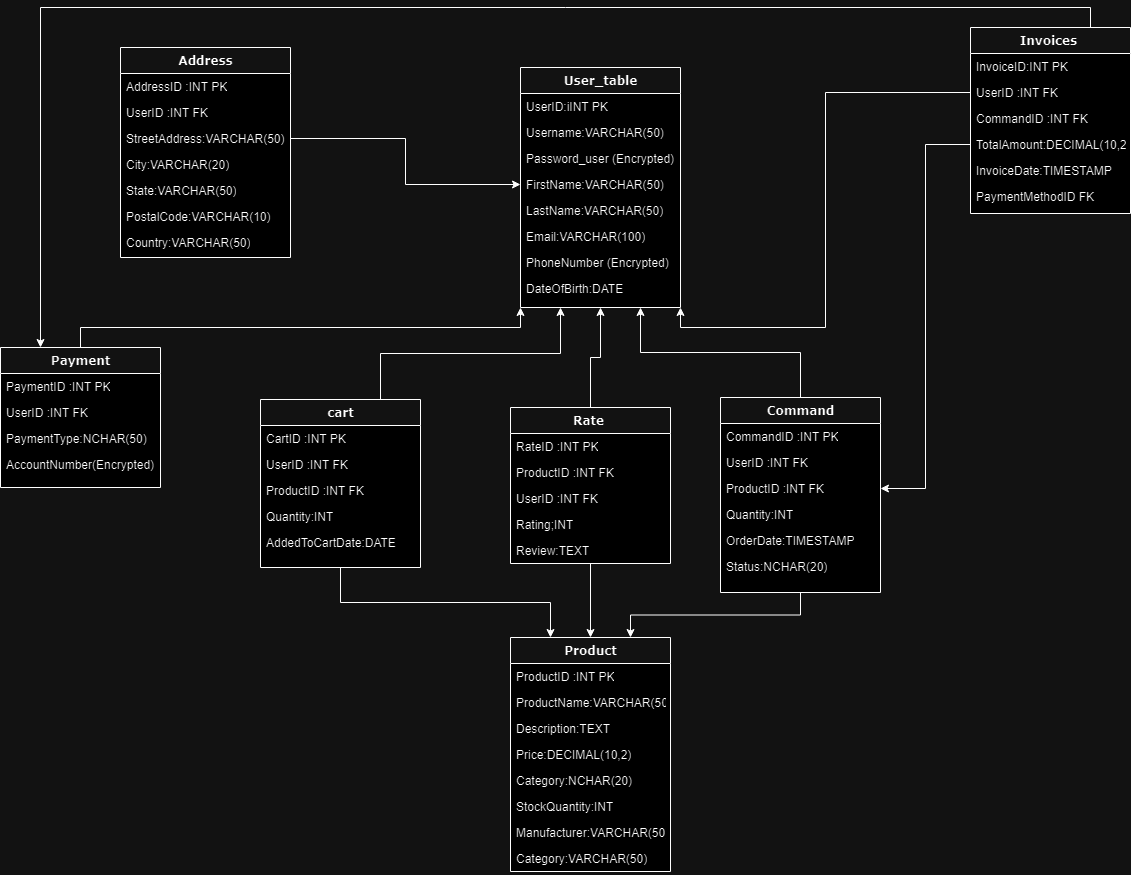 Invoices
InvoiceID:INT PK
UserID :INT FK
CommandID :INT FK
TotalAmount:DECIMAL(10,2
InvoiceDate:TIMESTAMP
PaymentMethodID FK
Address
AddressID :INT PK
UserID :INT FK
StreetAddress:VARCHAR(50)
City:VARCHAR(20)
State:VARCHAR(50)
PostalCode:VARCHAR(10)
Country:VARCHAR(50)
User_table
UserID:iINT PK
Username:VARCHAR(50)
Password_user (Encrypted)
FirstName:VARCHAR(50)
LastName:VARCHAR(50)
Email:VARCHAR(100)
PhoneNumber (Encrypted)
DateOfBirth:DATE
Payment
PaymentID :INT PK
UserID :INT FK
PaymentType:NCHAR(50)
AccountNumber(Encrypted)
cart
CartID :INT PK
UserID :INT FK
ProductID :INT FK
Quantity:INT
AddedToCartDate:DATE
Rate
RateID :INT PK
ProductID :INT FK
UserID :INT FK
Rating;INT
Review:TEXT
Command
CommandID :INT PK
UserID :INT FK
ProductID :INT FK
Quantity:INT
OrderDate:TIMESTAMP
Status:NCHAR(20)
Product
ProductID :INT PK
ProductName:VARCHAR(50
Description:TEXT
Price:DECIMAL(10,2)
Category:NCHAR(20)
StockQuantity:INT
Manufacturer:VARCHAR(50
Category:VARCHAR(50)